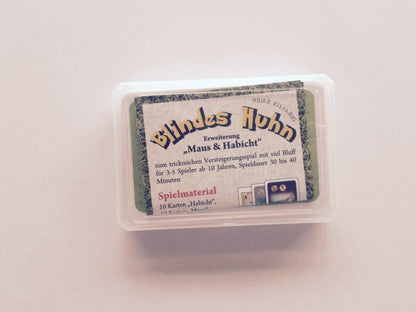 Blindes Huhn
Erweiterung
„Maus & Habicht"
zum trickreichen Versteigerungsspiel mit viel Bluff
für 3-5 Spieler ab 10 Jahren, Spieldauer 30 bis 40
Minuten
Spielmaterial
10 Karten „Habicht",